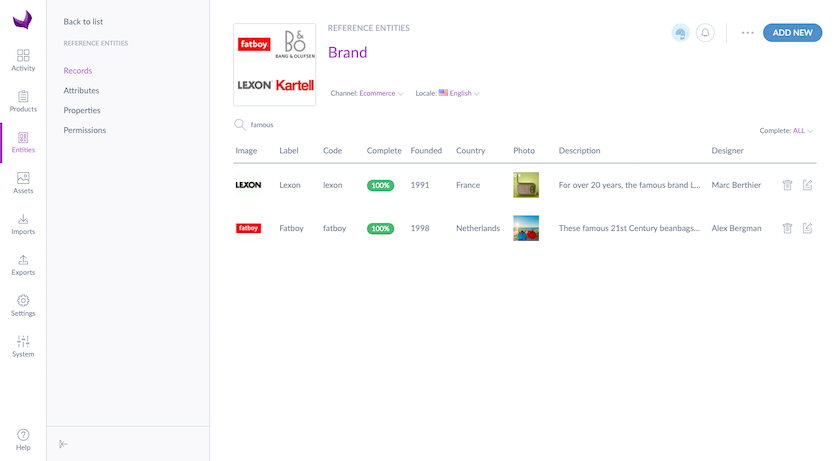 Back to list
REFERENCE ENTITIES
Records
Attributes
Properties
Permissions
Activity
Products
Entities
Assets
Imports
Exports
Settings
System
Help
fatboy
B&O
BANG & OLUFSEN
LEXON
Kartell
REFERENCE ENTITIES
Brand
Channel: Ecommerce
Locale: English
ADD NEW
famous
Complete: ALL
Image Label Code Complete Founded Country Photo Description Designer
LEXON Lexon lexon 100% 1991 France For over 20 years, the famous brand L... Marc Berthier
fatboy Fatboy fatboy 100% 1998 Netherlands These famous 21st Century beanbags... Alex Bergman